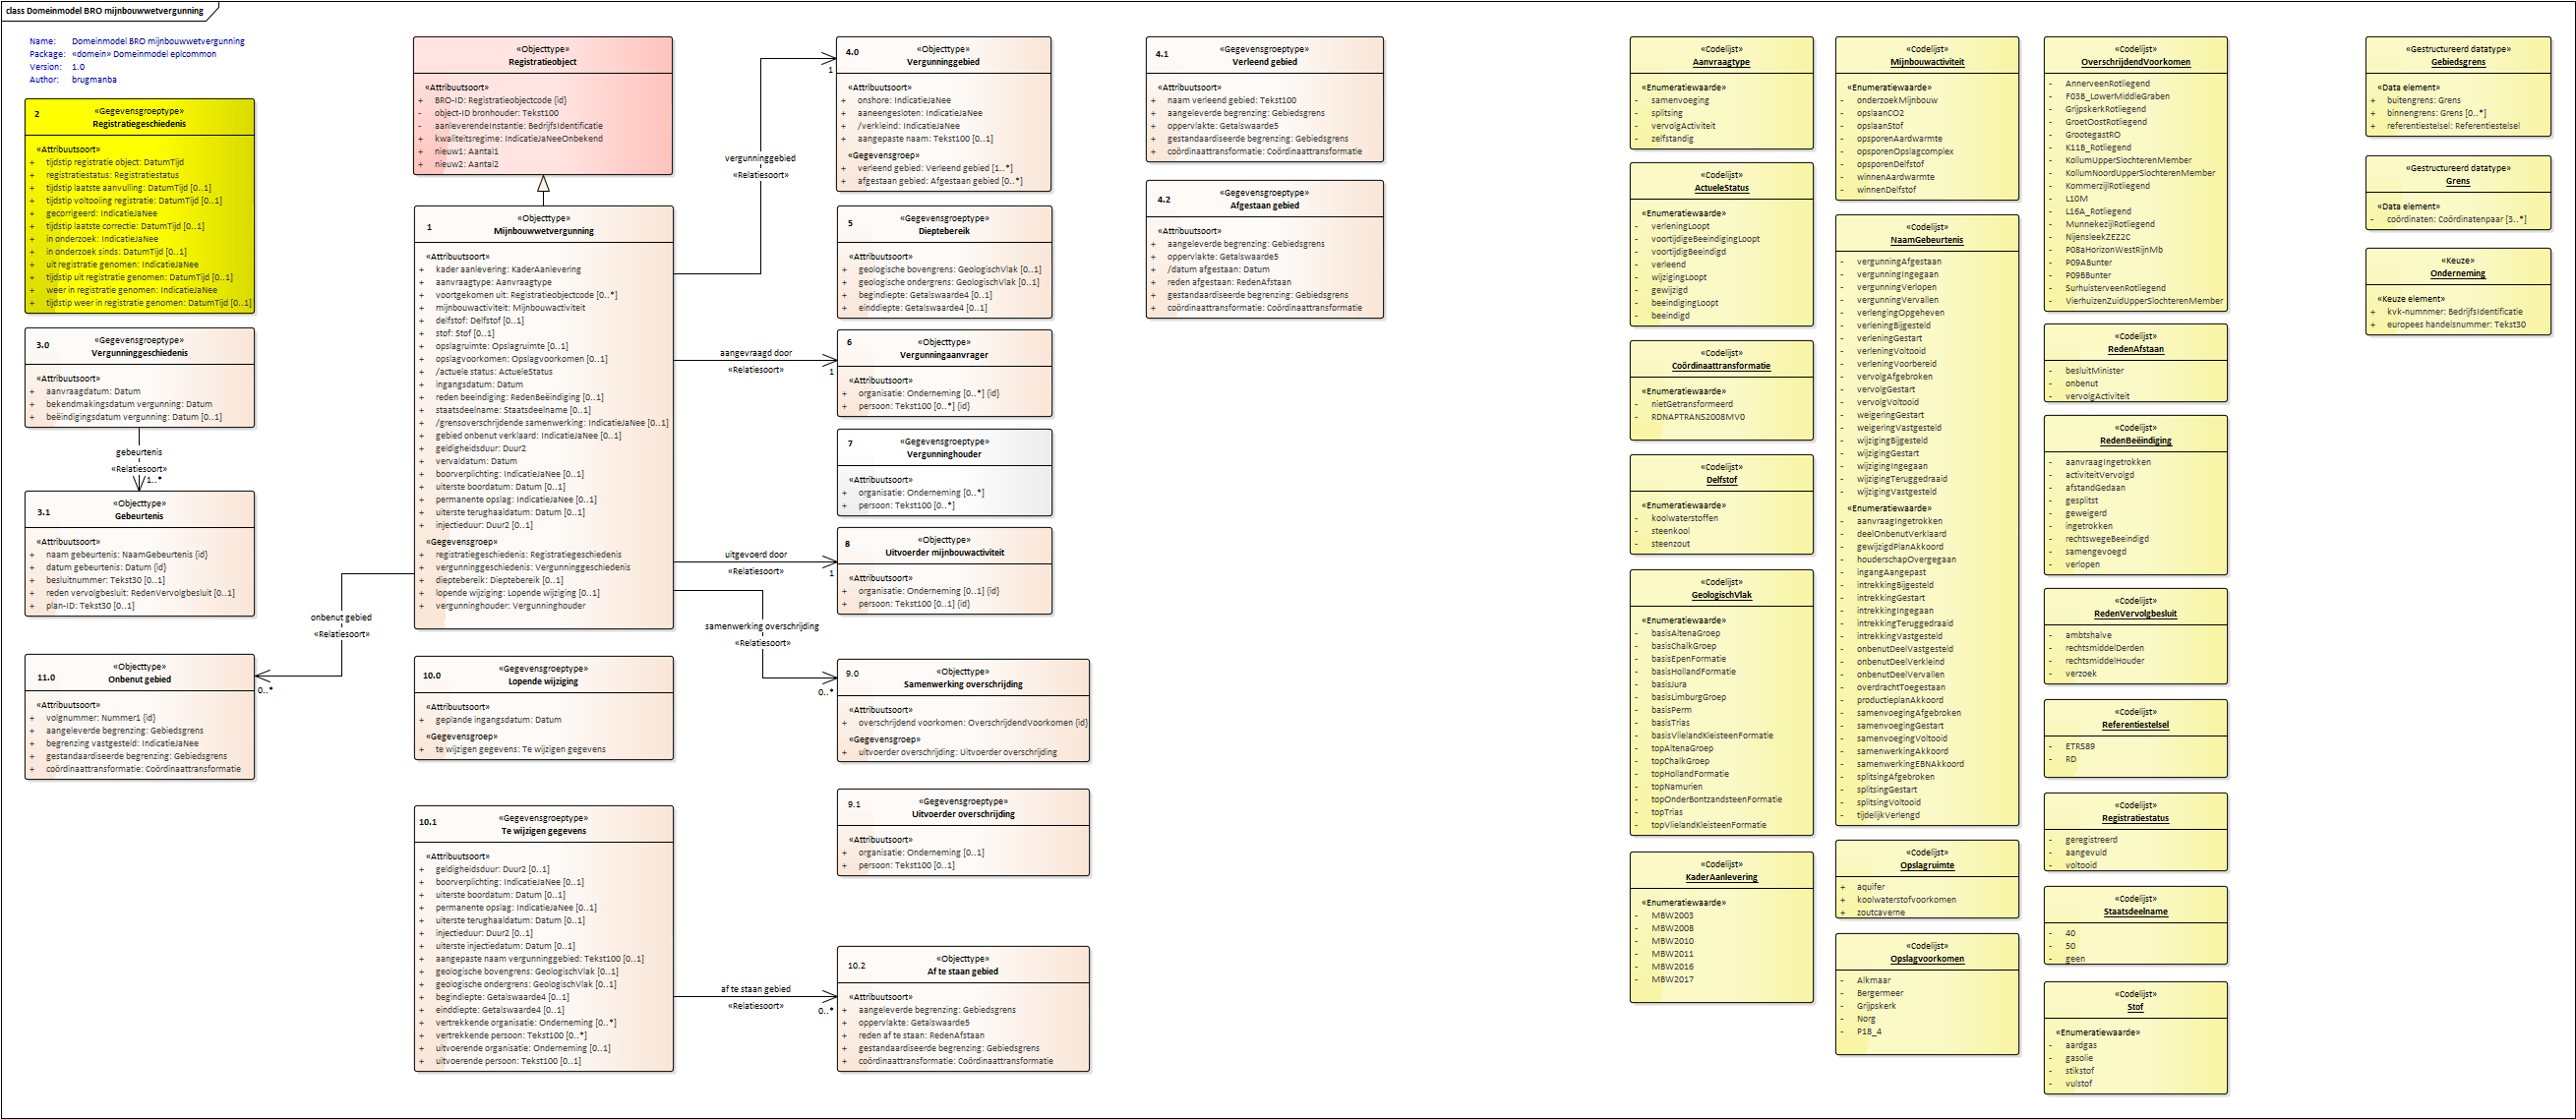 class Domeinmodel BRO mijnbouwwetvergunning
Name: Domeinmodel BRO mijnbouwwetvergunning
Package: «domein» Domeinmodel eplcommon
Version: 1.0
Author: brugmanba
2
«Gegevensgroeptype»
Registratiegeschiedenis
«Attribuutsoort»
+ tijdstip registratie object: DatumTijd
+ registratiestatus: Registratiestatus
+ tijdstip laatste aanvulling: DatumTijd [0..1]
+ tijdstip voltooiing registratie: DatumTijd [0..1]
+ gecorrigeerd: IndicatieJaNee
+ tijdstip laatste correctie: DatumTijd [0..1]
+ in onderzoek: IndicatieJaNee
+ in onderzoek sinds: DatumTijd [0..1]
+ uit registratie genomen: IndicatieJaNee
+ tijdstip uit registratie genomen: DatumTijd [0..1]
+ weer in registratie genomen: IndicatieJaNee
+ tijdstip weer in registratie genomen: DatumTijd [0..1]
3.0
«Gegevensgroeptype»
Vergunninggeschiedenis
«Attribuutsoort»
+ aanvraagdatum: Datum
+ bekendmakingsdatum vergunning: Datum
+ beëindigingsdatum vergunning: Datum [0..1]
gebeurtenis
«Relatiesoort»
1..*
3.1
«Objecttype»
Gebeurtenis
«Attribuutsoort»
+ naam gebeurtenis: NaamGebeurtenis {id}
+ datum gebeurtenis: Datum {id}
+ besluitnummer: Tekst30 [0..1]
+ reden vervolgbesluit: RedenVervolgbesluit [0..1]
+ plan-ID: Tekst30 [0..1]
11.0
«Objecttype»
Onbenut gebied
«Attribuutsoort»
+ volgnummer: Nummer1 {id}
+ aangeleverde begrenzing: Gebiedsgrens
+ begrenzing vastgesteld: IndicatieJaNee
+ gestandaardiseerde begrenzing: Gebiedsgrens
+ coördinaattransformatie: Coördinaattransformatie
onbenut gebied
«Relatiesoort»
0..*
«Objecttype»
Registratieobject
«Attribuutsoort»
+ BRO-ID: Registratieobjectcode {id}
- object-ID bronhouder: Tekst100
- aanleverendeInstantie: BedrijfsIdentificatie
+ kwaliteitsregime: IndicatieJaNeeOnbekend
+ nieuw1: Aantal1
+ nieuw2: Aantal2
1
«Objecttype»
Mijnbouwwetvergunning
«Attribuutsoort»
+ kader aanlevering: KaderAanlevering
+ aanvraagtype: Aanvraagtype
+ voortgekomen uit: Registratieobjectcode [0..*]
+ mijnbouwactiviteit: Mijnbouwactiviteit
+ delfstof: Delfstof [0..1]
+ stof: Stof [0..1]
+ opslagruimte: Opslagruimte [0..1]
+ opslagvoorkomen: Opslagvoorkomen [0..1]
+ /actuele status: ActueleStatus
+ ingangsdatum: Datum
+ reden beeindiging: RedenBeëindiging [0..1]
+ staatsdeelname: Staatsdeelname [0..1]
+ /grensoverschrijdende samenwerking: IndicatieJaNee [0..1]
+ gebied onbenut verklaard: IndicatieJaNee [0..1]
+ geldigheidsduur: Duur2
+ vervaldatum: Datum
+ boorverplichting: IndicatieJaNee [0..1]
+ uiterste boordatum: Datum [0..1]
+ permanente opslag: IndicatieJaNee [0..1]
+ uiterste terughaaldatum: Datum [0..1]
+ injectieduur: Duur2 [0..1]
«Gegevensgroep»
+ registratiegeschiedenis: Registratiegeschiedenis
+ vergunninggeschiedenis: Vergunninggeschiedenis
+ dieptebereik: Dieptebereik [0..1]
+ lopende wijziging: Lopende wijziging [0..1]
+ vergunninghouder: Vergunninghouder
10.0
«Gegevensgroeptype»
Lopende wijziging
«Attribuutsoort»
+ geplande ingangsdatum: Datum
«Gegevensgroep»
+ te wijzigen gegevens: Te wijzigen gegevens
10.1
«Gegevensgroeptype»
Te wijzigen gegevens
«Attribuutsoort»
+ geldigheidsduur: Duur2 [0..1]
+ boorverplichting: IndicatieJaNee [0..1]
+ uiterste boordatum: Datum [0..1]
+ permanente opslag: IndicatieJaNee [0..1]
+ uiterste terughaaldatum: Datum [0..1]
+ injectieduur: Duur2 [0..1]
+ uiterste injectiedatum: Datum [0..1]
+ aangepaste naam vergunninggebied: Tekst100 [0..1]
+ geologische bovengrens: GeologischVlak [0..1]
+ geologische ondergrens: GeologischVlak [0..1]
+ begindiepte: Getalswaarde4 [0..1]
+ einddiepte: Getalswaarde4 [0..1]
+ vertrekkende organisatie: Onderneming [0..*]
+ vertrekkende persoon: Tekst100 [0..*]
+ uitvoerende organisatie: Onderneming [0..1]
+ uitvoerende persoon: Tekst100 [0..1]
vergunninggebied
«Relatiesoort»
1
aangevraagd door
«Relatiesoort»
1
uitgevoerd door
«Relatiesoort»
1
samenwerking overschrijding
«Relatiesoort»
0..*
af te staan gebied
«Relatiesoort»
0..*
4.0
«Objecttype»
Vergunninggebied
«Attribuutsoort»
+ onshore: IndicatieJaNee
+ aaneengesloten: IndicatieJaNee
+ /verkleind: IndicatieJaNee
+ aangepaste naam: Tekst100 [0..1]
«Gegevensgroep»
+ verleend gebied: Verleend gebied [1..*]
+ afgestaan gebied: Afgestaan gebied [0..*]
5
«Gegevensgroeptype»
Dieptebereik
«Attribuutsoort»
+ geologische bovengrens: GeologischVlak [0..1]
+ geologische ondergrens: GeologischVlak [0..1]
+ begindiepte: Getalswaarde4 [0..1]
+ einddiepte: Getalswaarde4 [0..1]
6
«Objecttype»
Vergunningaanvrager
«Attribuutsoort»
+ organisatie: Onderneming [0..*] {id}
+ persoon: Tekst100 [0..*] {id}
7
«Gegevensgroeptype»
Vergunninghouder
«Attribuutsoort»
+ organisatie: Onderneming [0..*]
+ persoon: Tekst100 [0..*]
8
«Objecttype»
Uitvoerder mijnbouwactiviteit
«Attribuutsoort»
+ organisatie: Onderneming [0..1] {id}
+ persoon: Tekst100 [0..1] {id}
9.0
«Objecttype»
Samenwerking overschrijding
«Attribuutsoort»
+ overschrijdend voorkomen: OverschrijdendVoorkomen {id}
«Gegevensgroep»
+ uitvoerder overschrijding: Uitvoerder overschrijding
9.1
«Gegevensgroeptype»
Uitvoerder overschrijding
«Attribuutsoort»
+ organisatie: Onderneming [0..1]
+ persoon: Tekst100 [0..1]
10.2
«Objecttype»
Af te staan gebied
«Attribuutsoort»
+ aangeleverde begrenzing: Gebiedsgrens
+ oppervlakte: Getalswaarde5
+ reden af te staan: RedenAfstaan
+ gestandaardiseerde begrenzing: Gebiedsgrens
+ coördinaattransformatie: Coördinaattransformatie
4.1
«Gegevensgroeptype»
Verleend gebied
«Attribuutsoort»
+ naam verleend gebied: Tekst100
+ aangeleverde begrenzing: Gebiedsgrens
+ oppervlakte: Getalswaarde5
+ gestandaardiseerde begrenzing: Gebiedsgrens
+ coördinaattransformatie: Coördinaattransformatie
4.2
«Gegevensgroeptype»
Afgestaan gebied
«Attribuutsoort»
+ aangeleverde begrenzing: Gebiedsgrens
+ oppervlakte: Getalswaarde5
+ /datum afgestaan: Datum
+ reden afgestaan: RedenAfstaan
+ gestandaardiseerde begrenzing: Gebiedsgrens
+ coördinaattransformatie: Coördinaattransformatie
«Codelijst»
Aanvraagtype
«Enumeratiewaarde»
- samenvoeging
- splitsing
- vervolgActiviteit
- zelfstandig
«Codelijst»
ActueleStatus
«Enumeratiewaarde»
- verleningLoopt
- voortijdigeBeeindigingLoopt
- voortijdigBeeindigd
- verleend
- wijzigingLoopt
- gewijzigd
- beeindigingLoopt
- beeindigd
«Codelijst»
Coördinaattransformatie
«Enumeratiewaarde»
- nietGetransformeerd
- RDNAPTRANS2008MV0
«Codelijst»
Delfstof
«Enumeratiewaarde»
- koolwaterstoffen
- steenkool
- steenzout
«Codelijst»
GeologischVlak
«Enumeratiewaarde»
- basisAltenaGroep
- basisChalkGroep
- basisEpenFormatie
- basisHollandFormatie
- basisJura
- basisLimburgGroep
- basisPerm
- basisTrias
- basisVlielandKleisteenFormatie
- topAltenaGroep
- topChalkGroep
- topHollandFormatie
- topNamurien
- topOnderBontzandsteenFormatie
- topTrias
- topVlielandKleisteenFormatie
«Codelijst»
KaderAanlevering
«Enumeratiewaarde»
- MBW2003
- MBW2008
- MBW2010
- MBW2011
- MBW2016
- MBW2017
«Codelijst»
Mijnbouwactiviteit
«Enumeratiewaarde»
- onderzoekMijnbouw
- opslaanCO2
- opslaanStof
- opsporenAardwarmte
- opsporenOpslagcomplex
- opsporenDelfstof
- winnenAardwarmte
- winnenDelfstof
«Codelijst»
NaamGebeurtenis
«Enumeratiewaarde»
- vergunningAfgestaan
- vergunningIngegaan
- vergunningVerlopen
- vergunningVervallen
- verlengingOpgeheven
- verleningBijgesteld
- verleningGestart
- verleningVoltooid
- verleningVoorbereid
- vervolgAfgebroken
- vervolgGestart
- vervolgVoltooid
- weigeringGestart
- weigeringVastgesteld
- wijzigingBijgesteld
- wijzigingGestart
- wijzigingIngegaan
- wijzigingTeruggedraaid
- wijzigingVastgesteld
«Enumeratiewaarde»
- aanvraagIngetrokken
- deelOnbenutVerklaard
- gewijzigdPlanAkkoord
- houderschapOvergegaan
- ingangAangepast
- intrekkingBijgesteld
- intrekkingGestart
- intrekkingIngegaan
- intrekkingTeruggedraaid
- intrekkingVastgesteld
- onbenutDeelVastgesteld
- onbenutDeelVerkleind
- onbenutDeelVervallen
- overdrachtToegestaan
- productieplanAkkoord
- samenvoegingAfgebroken
- samenvoegingGestart
- samenvoegingVoltooid
- samenwerkingAkkoord
- samenwerkingEBNAkkoord
- splitsingAfgebroken
- splitsingGestart
- splitsingVoltooid
- tijdelijkVerlengd
«Codelijst»
Opslagruimte
+ aquifer
+ koolwaterstofvoorkomen
+ zoutcaverne
«Codelijst»
Opslagvoorkomen
- Alkmaar
- Bergermeer
- Grijpskerk
- Norg
- P18_4
«Codelijst»
OverschrijdendVoorkomen
- AnnerveenRotliegend
- F03B_LowerMiddleGraben
- GrijpskerkRotliegend
- GroetOostRotliegend
- GrootegastRO
- K11B_Rotliegend
- KollumUpperSlochterenMember
- KollumNoordUpperSlochterenMember
- KommerzijlRotliegend
- L10M
- L16A_Rotliegend
- MunnekezijlRotliegend
- NijensleekZEZ2C
- P08aHorizonWestRijnMb
- P09ABunter
- P09BBunter
- SurhuisterveenRotliegend
- VierhuizenZuidUpperSlochterenMember
«Codelijst»
RedenAfstaan
- besluitMinister
- onbenut
- vervolgActiviteit
«Codelijst»
RedenBeëindiging
- aanvraagIngetrokken
- activiteitVervolgd
- afstandGedaan
- gesplitst
- geweigerd
- ingetrokken
- rechtswegeBeeindigd
- samengevoegd
- verlopen
«Codelijst»
RedenVervolgbesluit
- ambtshalve
- rechtsmiddelDerden
- rechtsmiddelHouder
- verzoek
«Codelijst»
Referentiestelsel
- ETRS89
- RD
«Codelijst»
Registratiestatus
- geregistreerd
- aangevuld
- voltooid
«Codelijst»
Staatsdeelname
- 40
- 50
- geen
«Codelijst»
Stof
«Enumeratiewaarde»
- aardgas
- gasolie
- stikstof
- vulstof
«Gestructureerd datatype»
Gebiedsgrens
«Data element»
+ buitengrens: Grens
+ binnengrens: Grens [0..*]
+ referentiestelsel: Referentiestelsel
«Gestructureerd datatype»
Grens
«Data element»
- coördinaten: Coördinatenpaar [3..*]
«Keuze»
Onderneming
«Keuze element»
+ kvk-nummner: BedrijfsIdentificatie
+ europees handelsnummer: Tekst30